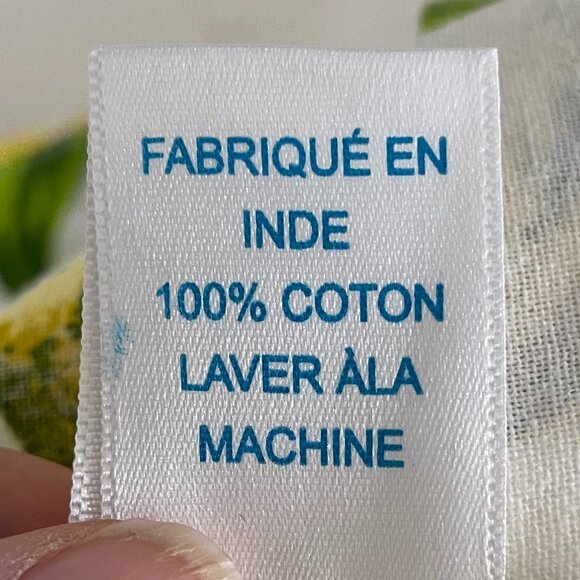 FABRIQUÉ EN
INDE
100% COTON
LAVER ÀLA
MACHINE